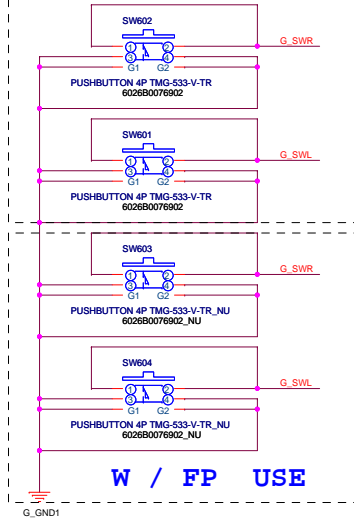 SW602
1 2 G_SWR
3 4
G1 G2
PUSHBUTTON 4P TMG-533-V-TR
6026B0076902
SW601
1 2 G_SWL
3 4
G1 G2
PUSHBUTTON 4P TMG-533-V-TR
6026B0076902
SW603
1 2 G_SWR
3 4
G1 G2
PUSHBUTTON 4P TMG-533-V-TR_NU
6026B0076902_NU
SW604
1 2 G_SWL
3 4
G1 G2
PUSHBUTTON 4P TMG-533-V-TR_NU
6026B0076902_NU
W / FP USE
G_GND1